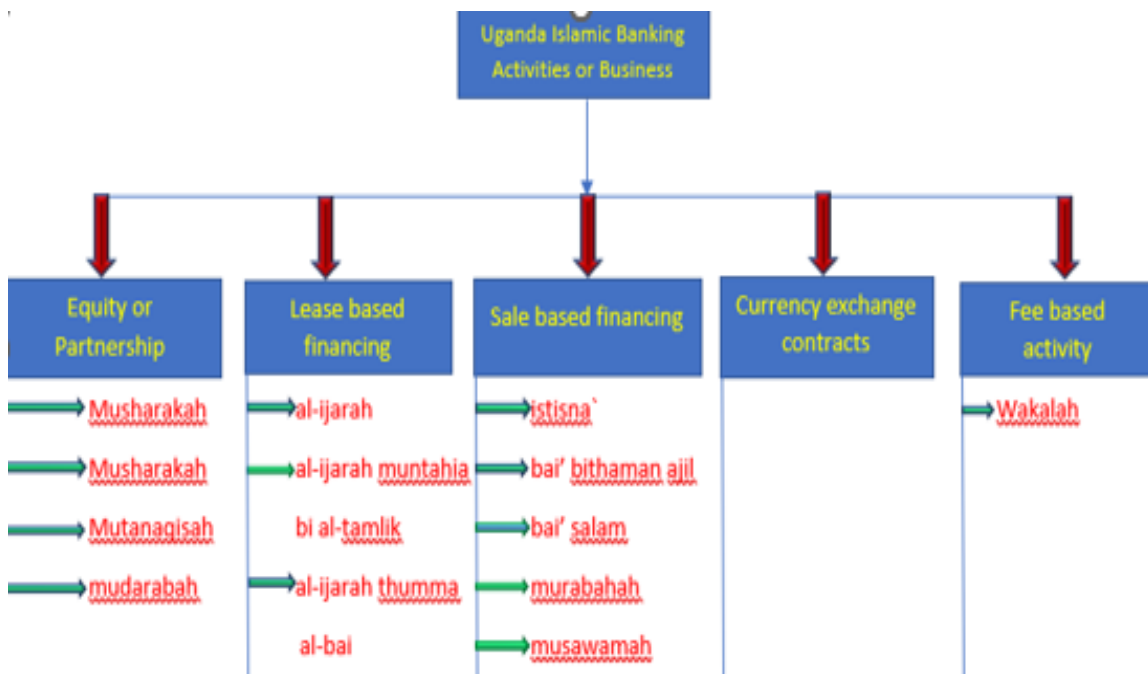 Uganda Islamic Banking
Activities or Business
Equity or
Partnership
Musharakah
Musharakah
Mutanaqisah
mudarabah
Lease based
financing
al-ijarah
al-ijarah muntahia
bi al-tamlik
al-ijarah thumma
al-bai
Sale based financing
istisna`
bai' bithaman ajil
bai' salam
murabahah
musawamah
Currency exchange
contracts
Fee based
activity
Wakalah